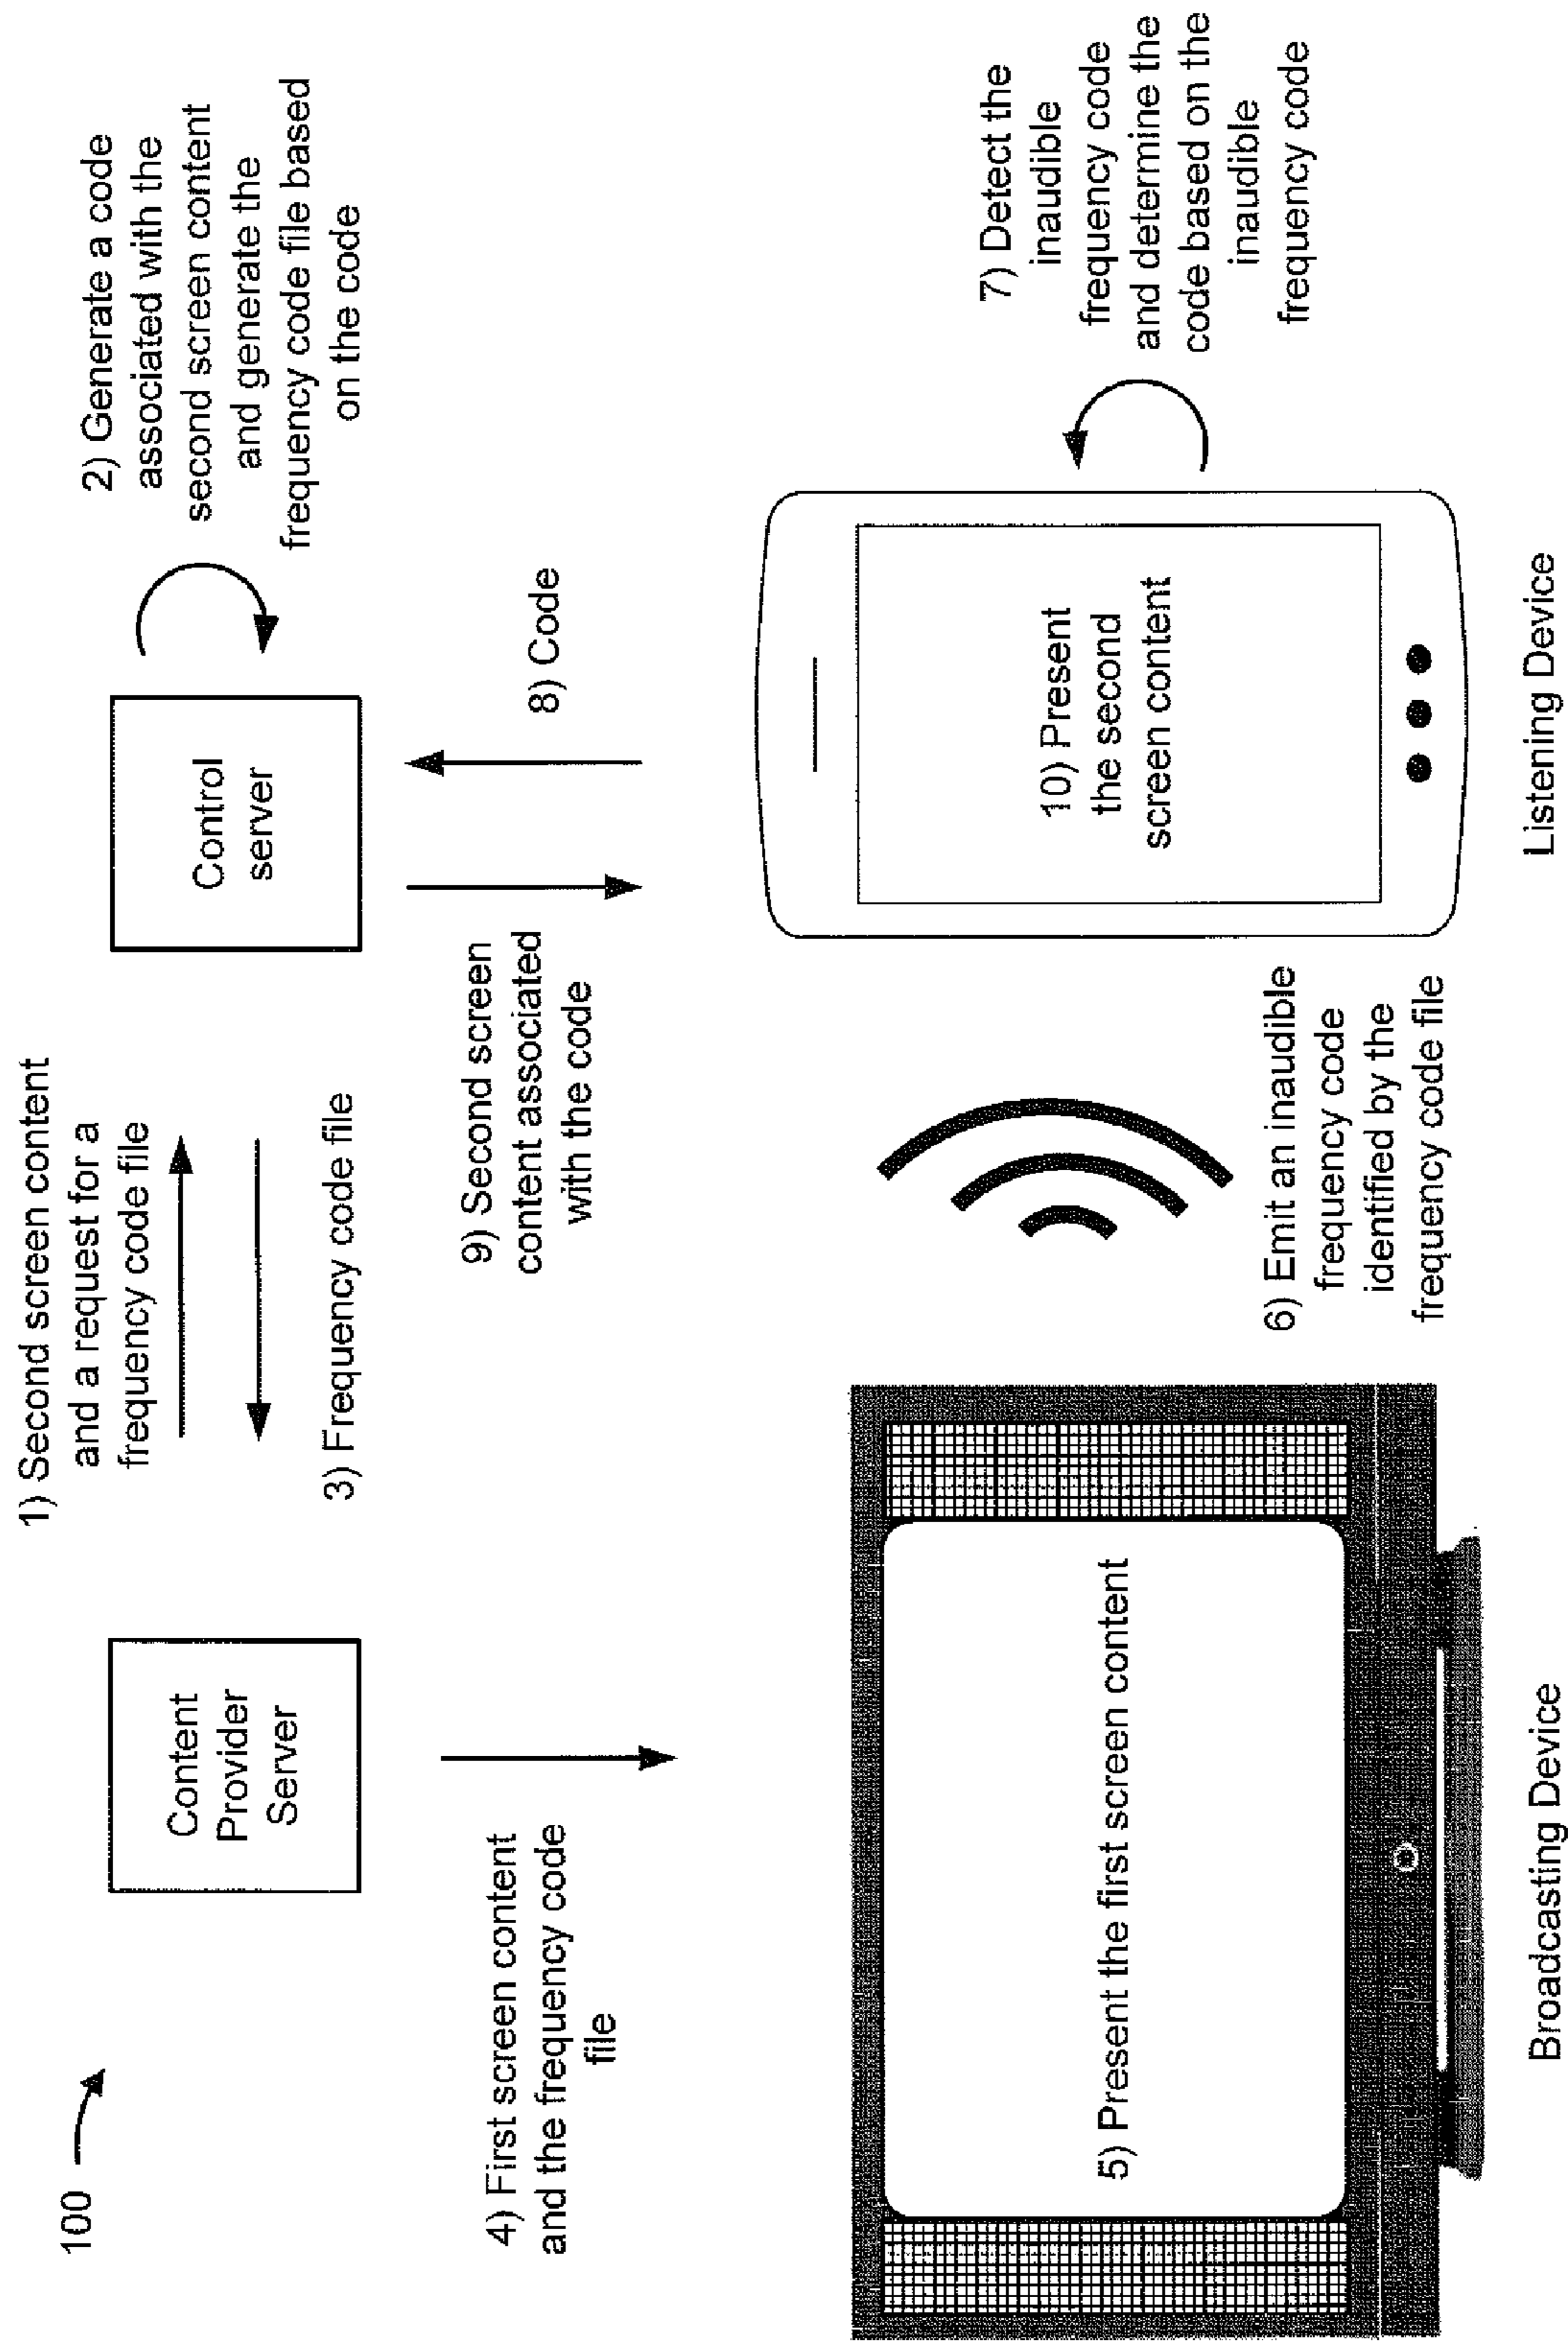 100
1) Second screen content
and a request for a
frequency code file
2) Generate a code
associated with the
second screen content
and generate the
frequency code file based
on the code
Content
Provider
Server
Control
server
3) Frequency code file
4) First screen content
and the frequency code
file
9) Second screen
content associated
with the code
8) Code
5) Present the first screen content
6) Emit an inaudible
frequency code
identified by the
frequency code file
10) Present
the second
screen content
7) Detect the
inaudible
frequency code
and determine the
code based on the
inaudible
frequency code
Broadcasting Device
Listening Device